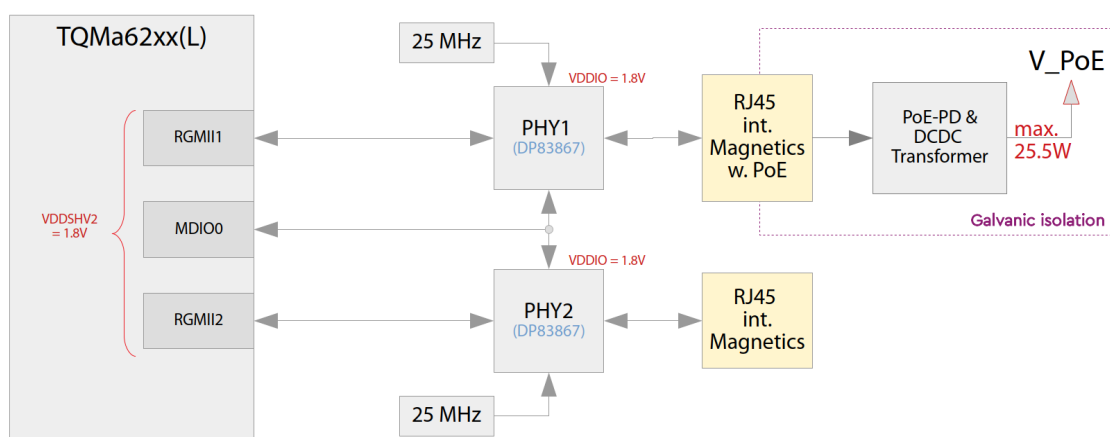 TQMa62xx(L)
25 MHz
VDDIO = 1.8V
V_PoE
RGMII1
PHY1
(DP83867)
RJ45
int.
Magnetics
w. PoE
PoE-PD &
DCDC
Transformer
max.
25.5W
VDDSHV2
= 1.8V
MDIO0
Galvanic isolation
VDDIO = 1.8V
RGMII2
PHY2
(DP83867)
RJ45
int.
Magnetics
25 MHz